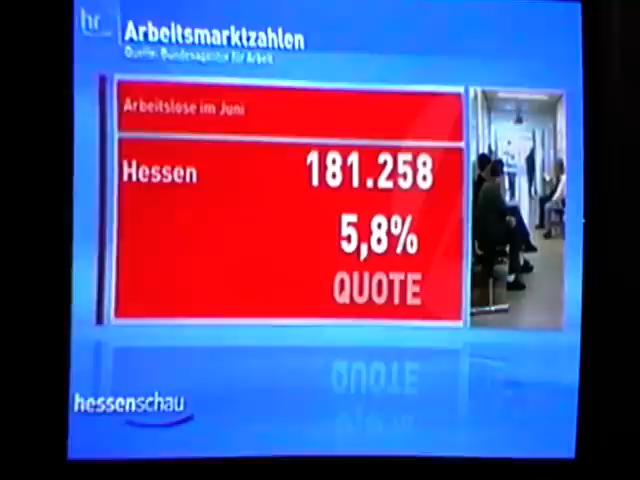 hr
Arbeitsmarktzahlen
Quelle: Bundesagentur für Arbeit
Arbeitslose im Juni
Hessen 181.258
5,8%
QUOTE
hessenschau